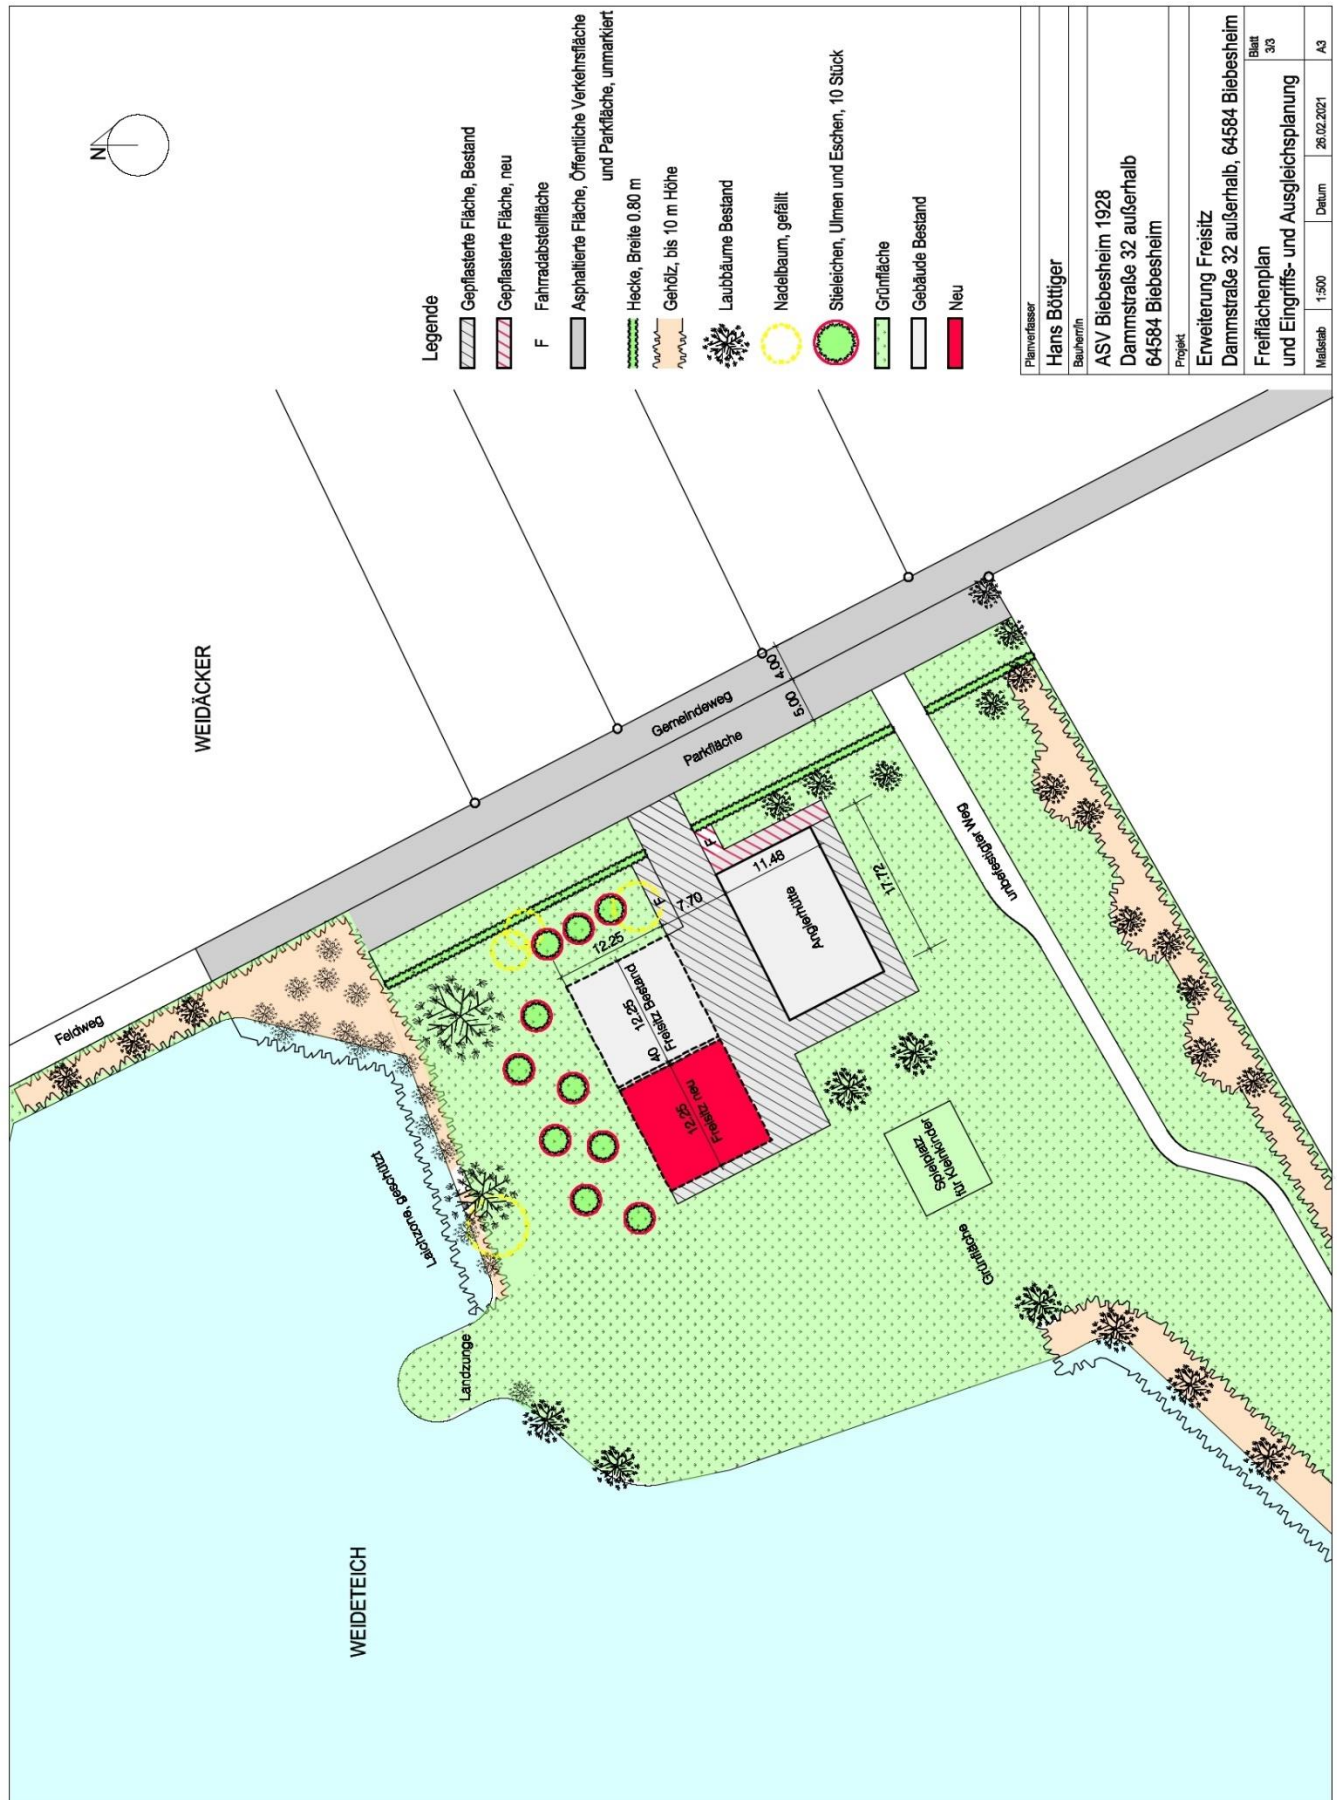 N
Legende
Gepflasterte Fläche, Bestand
Gepflasterte Fläche, neu
F Fahrradabstellfläche
Asphaltierte Fläche, Öffentliche Verkehrsfläche
und Parkfläche, unmarkiert
Hecke, Breite 0.80 m
Gehölz, bis 10 m Höhe
Laubbäume Bestand
Nadelbaum, gefällt
Stieleichen, Ulmen und Eschen, 10 Stück
Grünfläche
Gebäude Bestand
Neu
WEIDÄCKER
Feldweg
Gemeindeweg
Parkfläche
4.00
5.00
Laichzone, geschützt
Landzunge
WEIDETEICH
F
F
7.70
11.48
17.72
12.25
12.25
Freisitz Bestand
40
12.25
Freisitz neu
Anglerhütte
unbefestigter Weg
Spielplatz
für Kleinkinder
Grünfläche
Planverfasser
Hans Böttiger
Bauherrn/in
ASV Biebesheim 1928
Dammstraße 32 außerhalb
64584 Biebesheim
Projekt
Erweiterung Freisitz
Dammstraße 32 außerhalb, 64584 Biebesheim
Freiflächenplan
und Eingriffs- und Ausgleichsplanung
Blatt
3/3
Maßstab 1:500 Datum 26.02.2021 A3